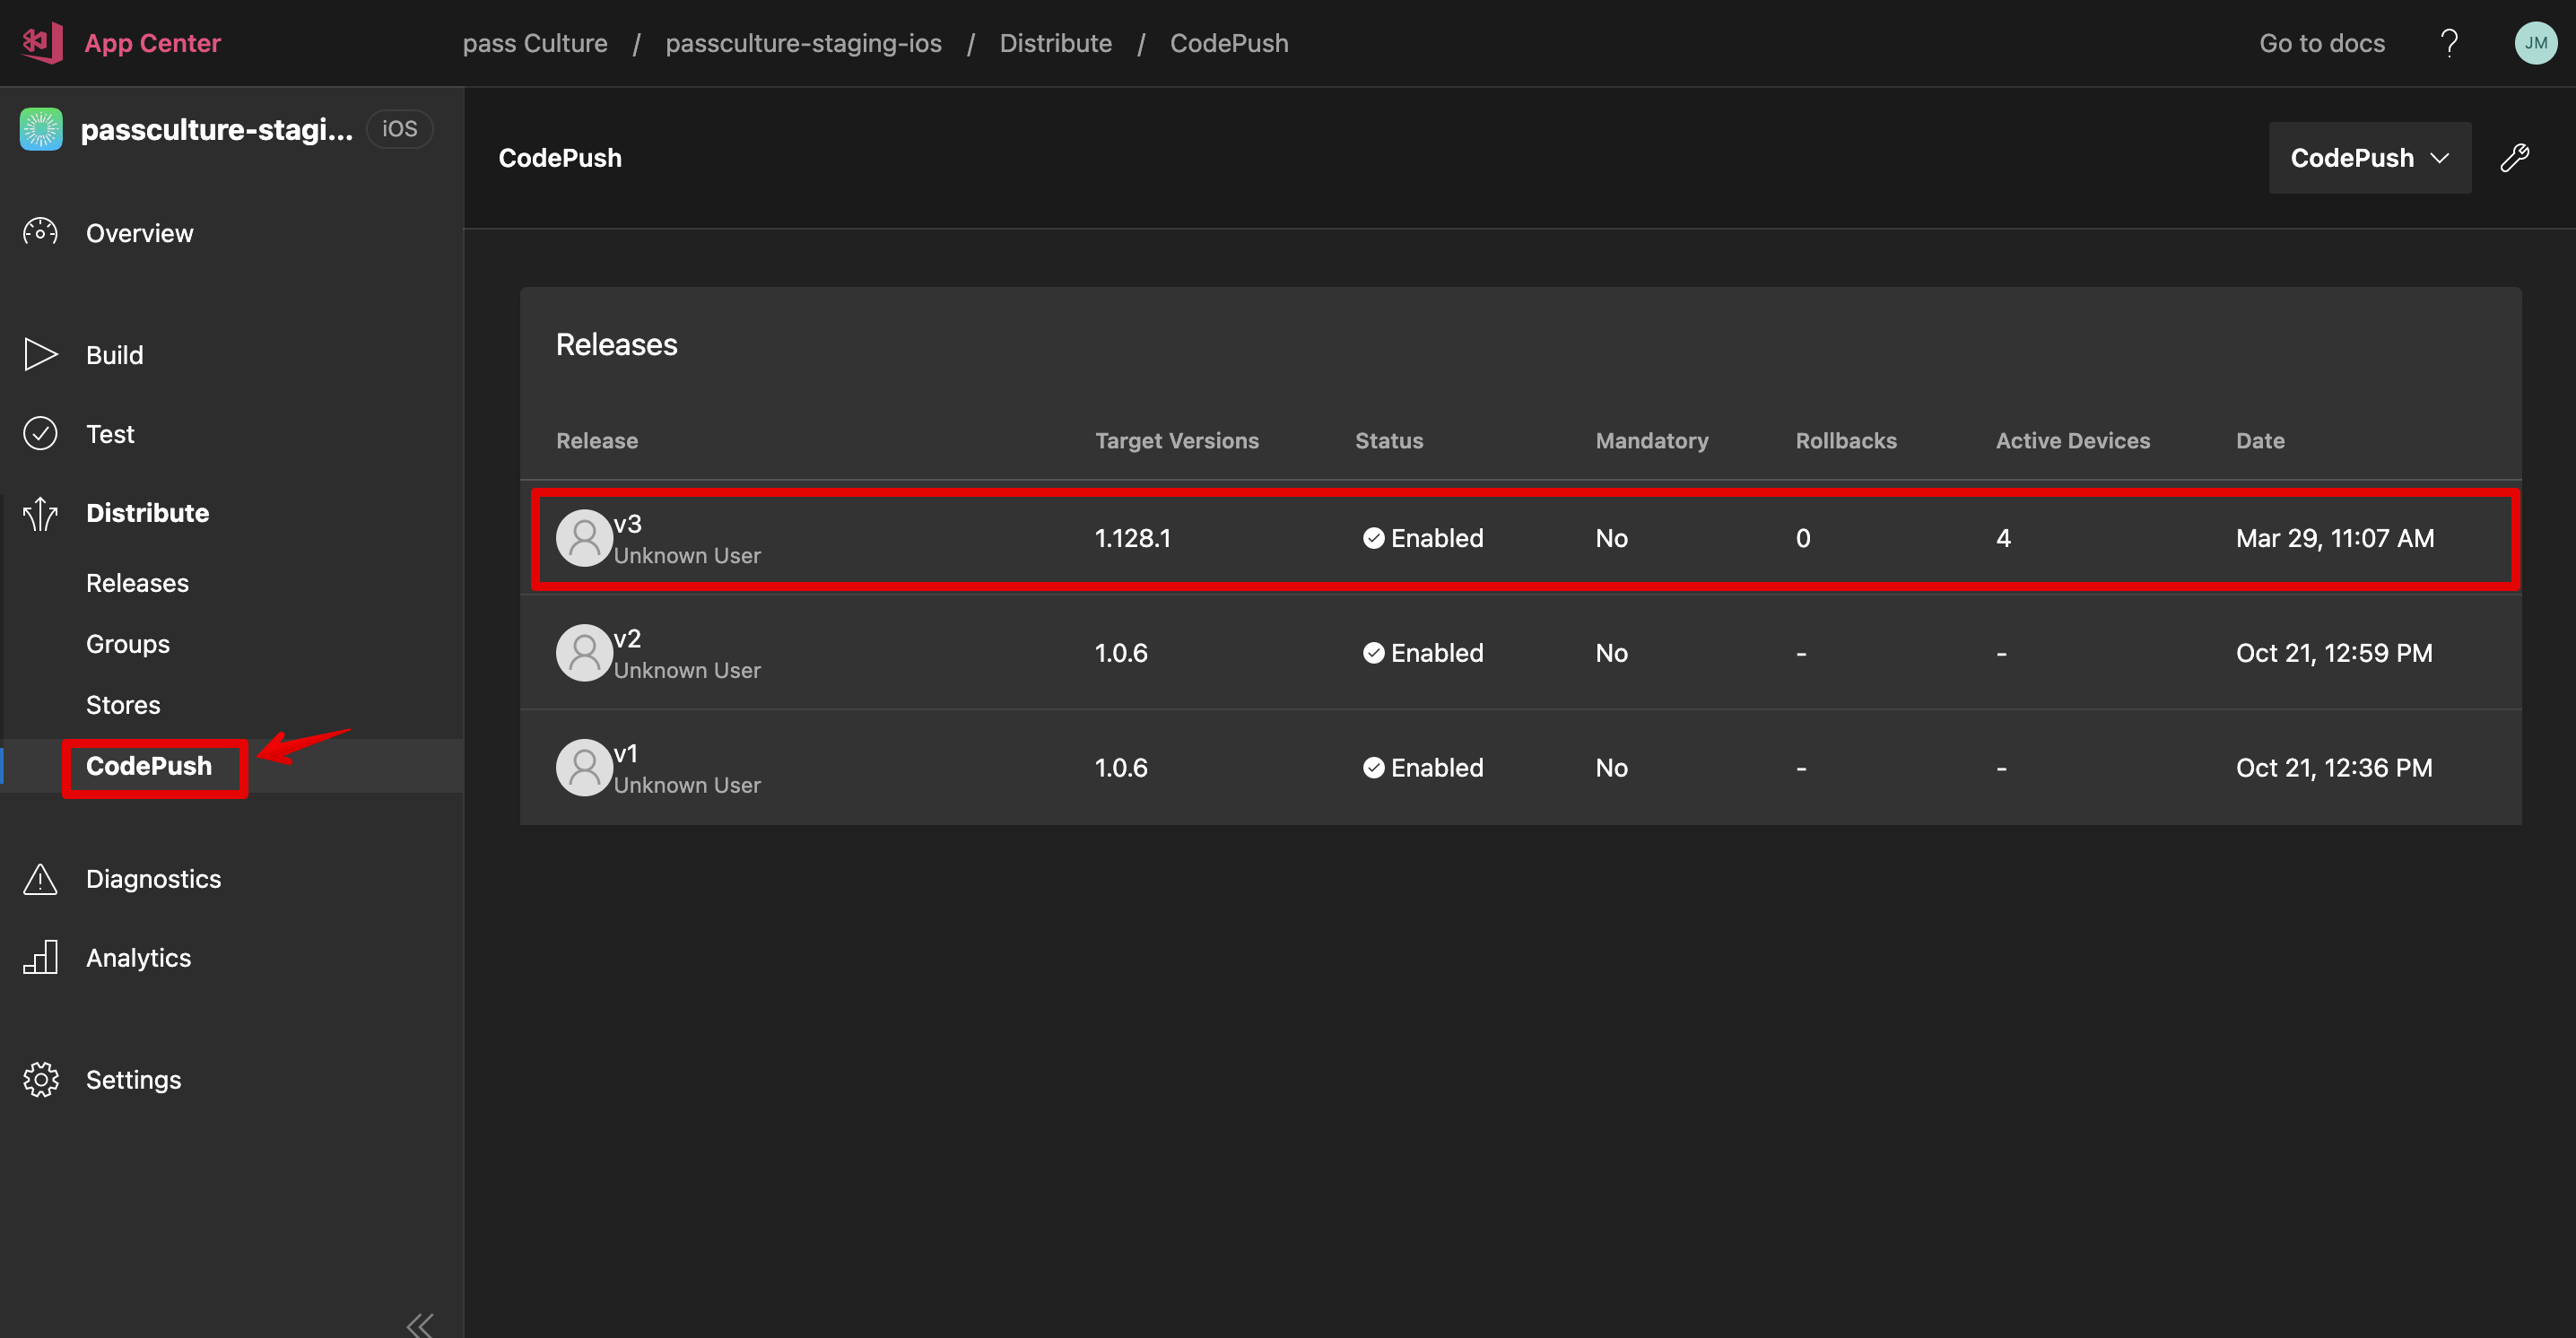 App Center
pass Culture / passculture-staging-ios / Distribute / CodePush
Go to docs
?
JM
passculture-stagi...
iOS
Overview
Build
Test
Distribute
Releases
Groups
Stores
CodePush
Diagnostics
Analytics
Settings
CodePush
CodePush
Releases
Release Target Versions Status Mandatory Rollbacks Active Devices Date
v3
Unknown User
1.128.1 Enabled No 0 4 Mar 29, 11:07 AM
v2
Unknown User
1.0.6 Enabled No - - Oct 21, 12:59 PM
v1
Unknown User
1.0.6 Enabled No - - Oct 21, 12:36 PM